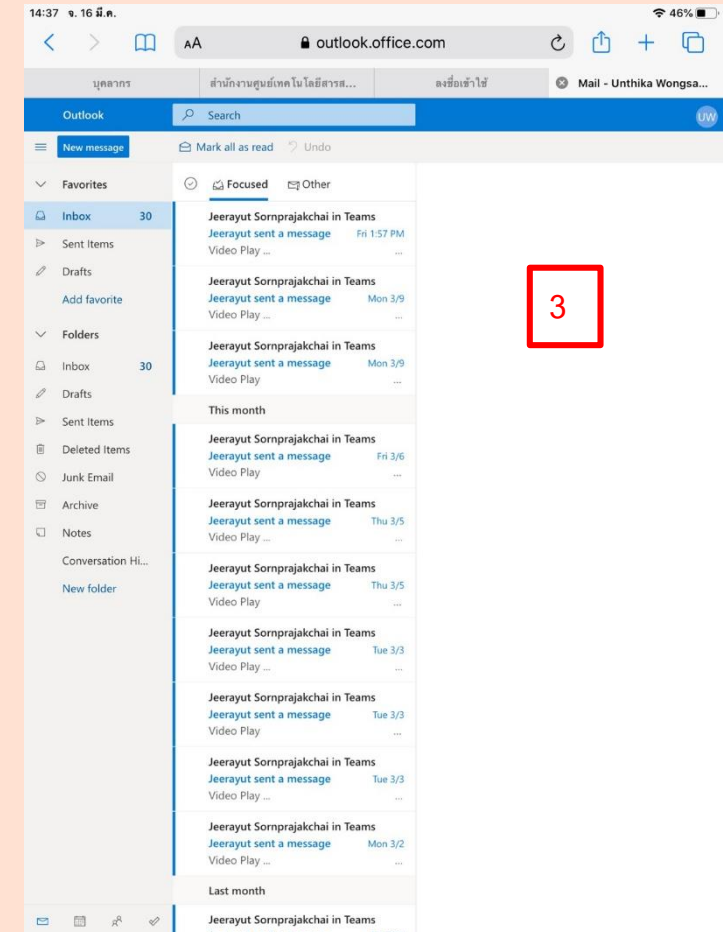 14:37 จ. 16 มี.ค.
46%
AA
outlook.office.com
บุคลากร
สำนักงานศูนย์เทคโนโลยีสารส...
ลงชื่อเข้าใช้
Mail - Unthika Wongsa...
Outlook
Search
UW
New message
Mark all as read
Undo
Favorites
Inbox 30
Sent Items
Drafts
Add favorite
Folders
Inbox 30
Drafts
Sent Items
Deleted Items
Junk Email
Archive
Notes
Conversation Hi...
New folder
Focused
Other
Jeerayut Sornprajakchai in Teams
Jeerayut sent a message Fri 1:57 PM
Video Play ... ...
Jeerayut Sornprajakchai in Teams
Jeerayut sent a message Mon 3/9
Video Play ... ...
Jeerayut Sornprajakchai in Teams
Jeerayut sent a message Mon 3/9
Video Play ...
This month
Jeerayut Sornprajakchai in Teams
Jeerayut sent a message Fri 3/6
Video Play ...
Jeerayut Sornprajakchai in Teams
Jeerayut sent a message Thu 3/5
Video Play ... ...
Jeerayut Sornprajakchai in Teams
Jeerayut sent a message Thu 3/5
Video Play ...
Jeerayut Sornprajakchai in Teams
Jeerayut sent a message Tue 3/3
Video Play ... ...
Jeerayut Sornprajakchai in Teams
Jeerayut sent a message Tue 3/3
Video Play ...
Jeerayut Sornprajakchai in Teams
Jeerayut sent a message Tue 3/3
Video Play ... ...
Jeerayut Sornprajakchai in Teams
Jeerayut sent a message Mon 3/2
Video Play ... ...
Last month
Jeerayut Sornprajakchai in Teams
3